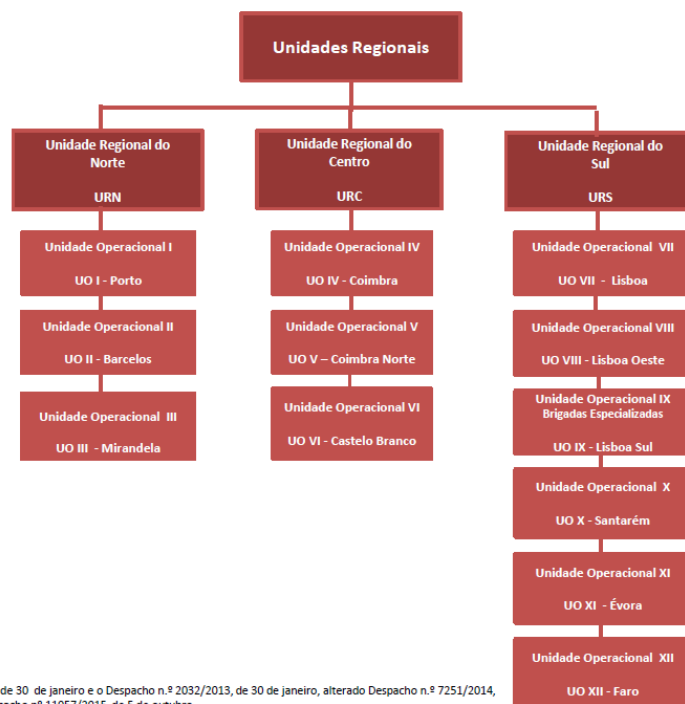 Unidades Regionais
Unidade Regional do
Norte
URN
Unidade Operacional I
UO I - Porto
Unidade Operacional II
UO II - Barcelos
Unidade Operacional III
UO III - Mirandela
Unidade Regional do
Centro
URC
Unidade Operacional IV
UO IV - Coimbra
Unidade Operacional V
UO V – Coimbra Norte
Unidade Operacional VI
UO VI - Castelo Branco
Unidade Regional do
Sul
URS
Unidade Operacional VII
UO VII - Lisboa
Unidade Operacional VIII
UO VIII - Lisboa Oeste
Unidade Operacional IX
Brigadas Especializadas
UO IX - Lisboa Sul
Unidade Operacional X
UO X - Santarém
Unidade Operacional XI
UO XI - Évora
Unidade Operacional XII
UO XII - Faro
de 30 de janeiro e o Despacho n.º 2032/2013, de 30 de janeiro, alterado Despacho n.º 7251/2014,